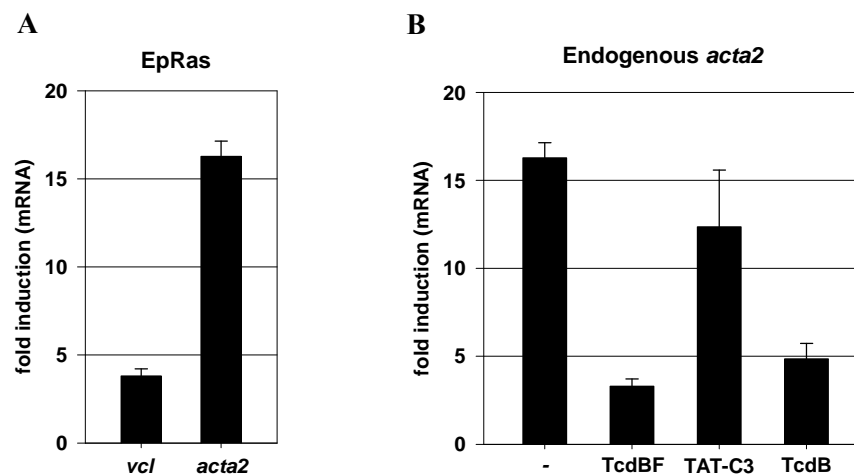 A
EpRas
fold induction (mRNA)
20
15
10
5
0
vcl
acta2
B
Endogenous acta2
fold induction (mRNA)
20
15
10
5
0
-
TcdBF
TAT-C3
TcdB